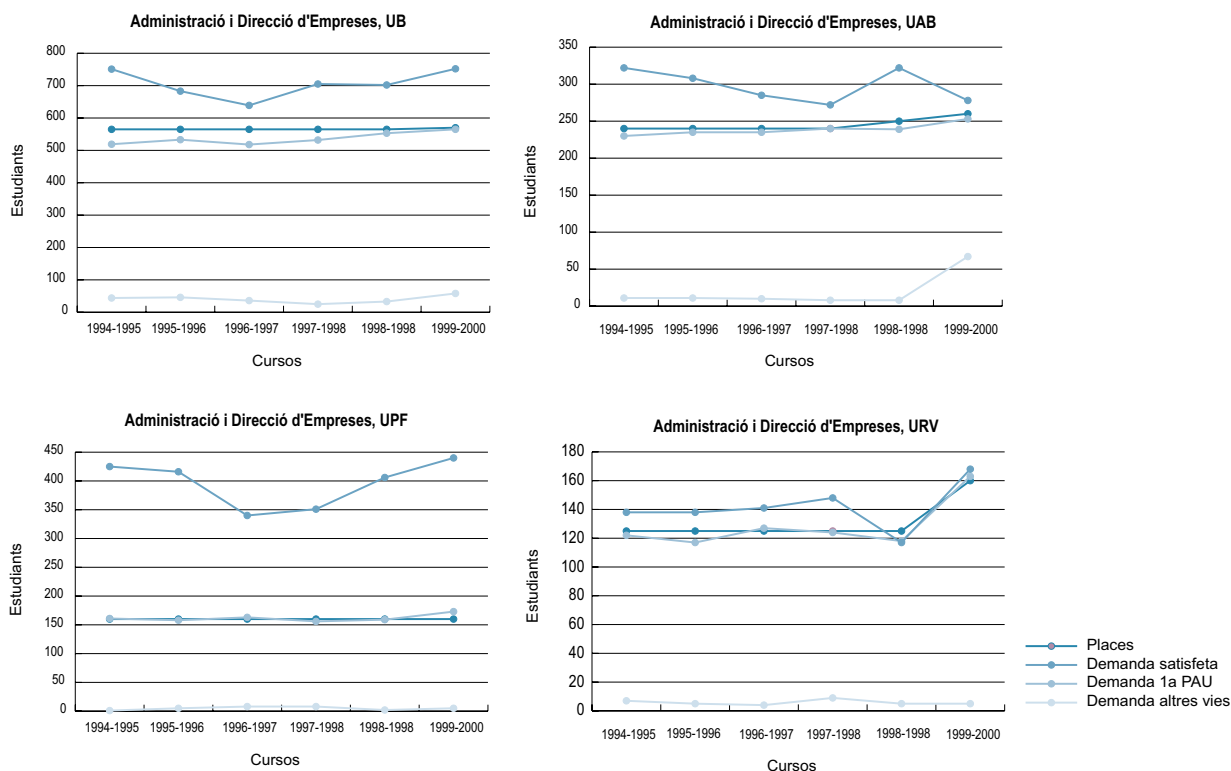 Administració i Direcció d'Empreses, UB
800
700
600
500
400
300
200
100
0
Estudiants
1994-1995 1995-1996 1996-1997 1997-1998 1998-1998 1999-2000
Cursos
Administració i Direcció d'Empreses, UAB
350
300
250
200
150
100
50
0
Estudiants
1994-1995 1995-1996 1996-1997 1997-1998 1998-1998 1999-2000
Cursos
Administració i Direcció d'Empreses, UPF
450
400
350
300
250
200
150
100
50
0
Estudiants
1994-1995 1995-1996 1996-1997 1997-1998 1998-1998 1999-2000
Cursos
Administració i Direcció d'Empreses, URV
180
160
140
120
100
80
60
40
20
0
Estudiants
1994-1995 1995-1996 1996-1997 1997-1998 1998-1998 1999-2000
Cursos
Places
Demanda satisfeta
Demanda 1a PAU
Demanda altres vies